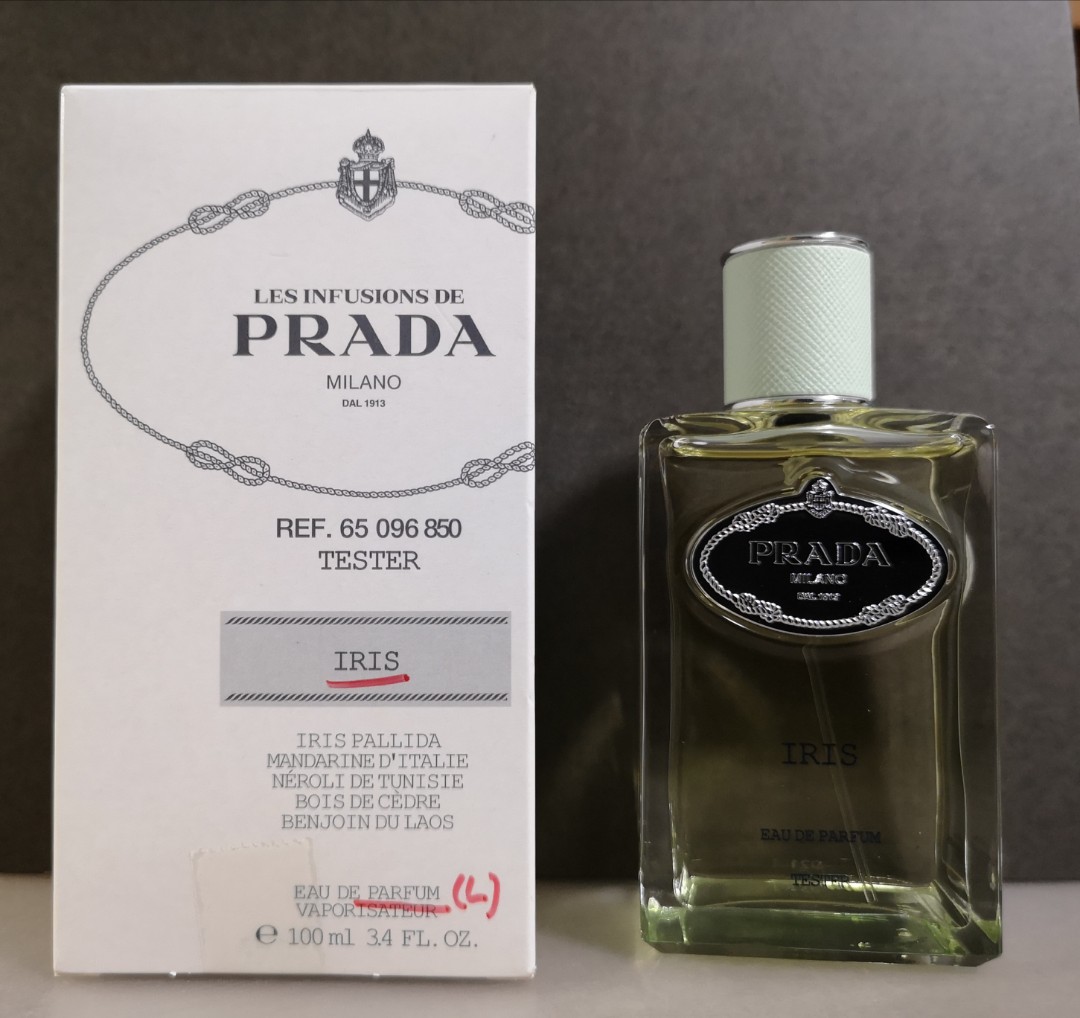 LES INFUSIONS DE
PRADA
MILANO
DAL 1913
REF. 65 096 850
TESTER
IRIS
IRIS PALLIDA
MANDARINE D'ITALIE
NÉROLI DE TUNISIE
BOIS DE CÈDRE
BENJOIN DU LAOS
EAU DE PARFUM (L)
VAPORISATEUR
e 100 ml 3.4 FL. OZ.
PRADA
MILANO
DAL 1913
IRIS
EAU DE PARFUM
TESTER